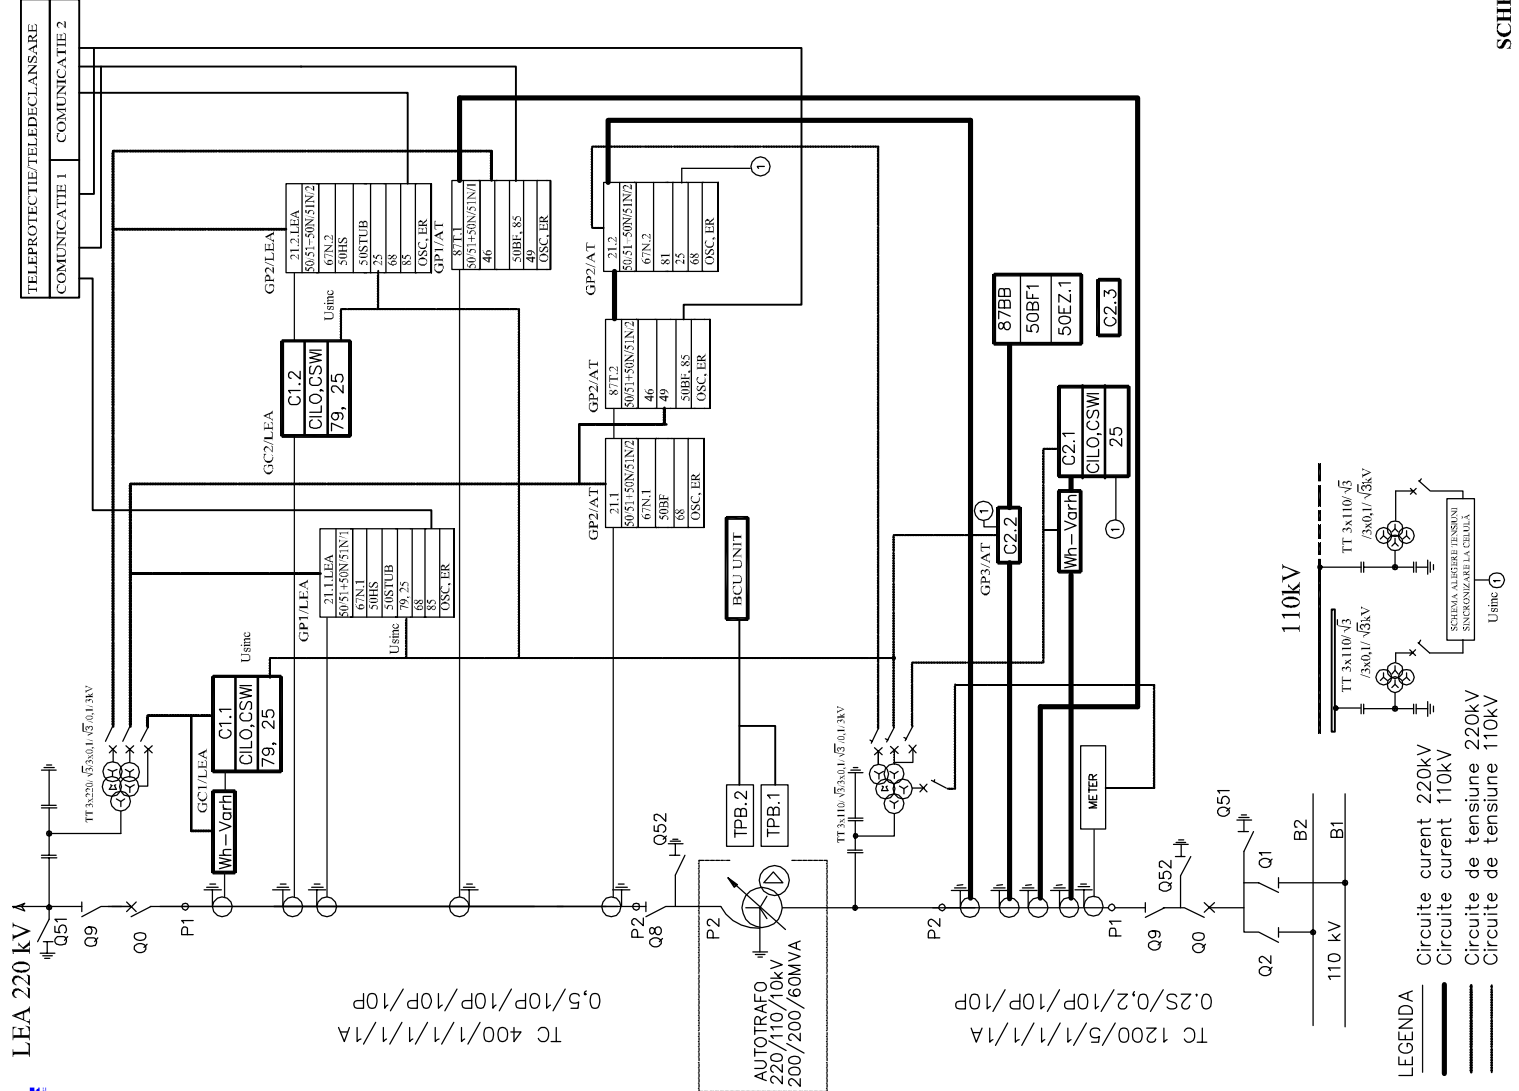 SCHE
TELEPROTECTIE/TELEDECLANSARE
COMUNICATIE 1
COMUNICATIE 2
LEA 220 kV
Q51
Q9
Q0
P1
TT 3x220/√3/3x0,1/√3/0,1/3kV
GC1/LEA
C1.1
CILO,CSWI
79, 25
Wh-Varh
Usinc
GP1/LEA
21.1.LEA
50/51+50N/51N/1
67N.1
50HS
50STUB
79, 25
68
85
OSC, ER
Usinc
GC2/LEA
C1.2
CILO,CSWI
79, 25
Usinc
GP2/LEA
21.2.LEA
50/51+50N/51N/2
67N.2
50HS
50STUB
25
68
85
OSC, ER
GP1/AT
87T.1
50/51+50N/51N/1
46
50BF, 85
49
OSC, ER
GP2/AT
21.1
50/51+50N/51N/2
67N.1
50BF
68
OSC, ER
GP2/AT
87T.2
50/51+50N/51N/2
46
49
50BF, 85
OSC, ER
GP2/AT
21.2
50/51+50N/51N/2
67N.2
81
25
68
OSC, ER
1
TC 400/1/1/1/1/1A
0,5/10P/10P/10P/10P
P2
Q8
Q52
P2
AUTOTRAFO
220/110/10kV
200/200/60MVA
TPB.2
TPB.1
BCU UNIT
TT 3x110/√3/3x0,1/√3/0,1/3kV
P2
P1
METER
GP3/AT
C2.2
1
87BB
50BF1
50EZ.1
C2.3
C2.1
CILO,CSWI
25
Wh-Varh
1
TC 1200/5/1/1/1/1A
0.2S/0,2/10P/10P
Q9
Q52
Q0
Q51
Q2
Q1
B2
B1
110 kV
110kV
TT 3x110/√3
/3x0,1/√3kV
TT 3x110/√3
/3x0,1/√3kV
SCHEMA ALEGERE TENSIUNI
SINCRONIZARE LA CELULĂ
Usinc 1
LEGENDA
Circuite curent 220kV
Circuite curent 110kV
Circuite de tensiune 220kV
Circuite de tensiune 110kV